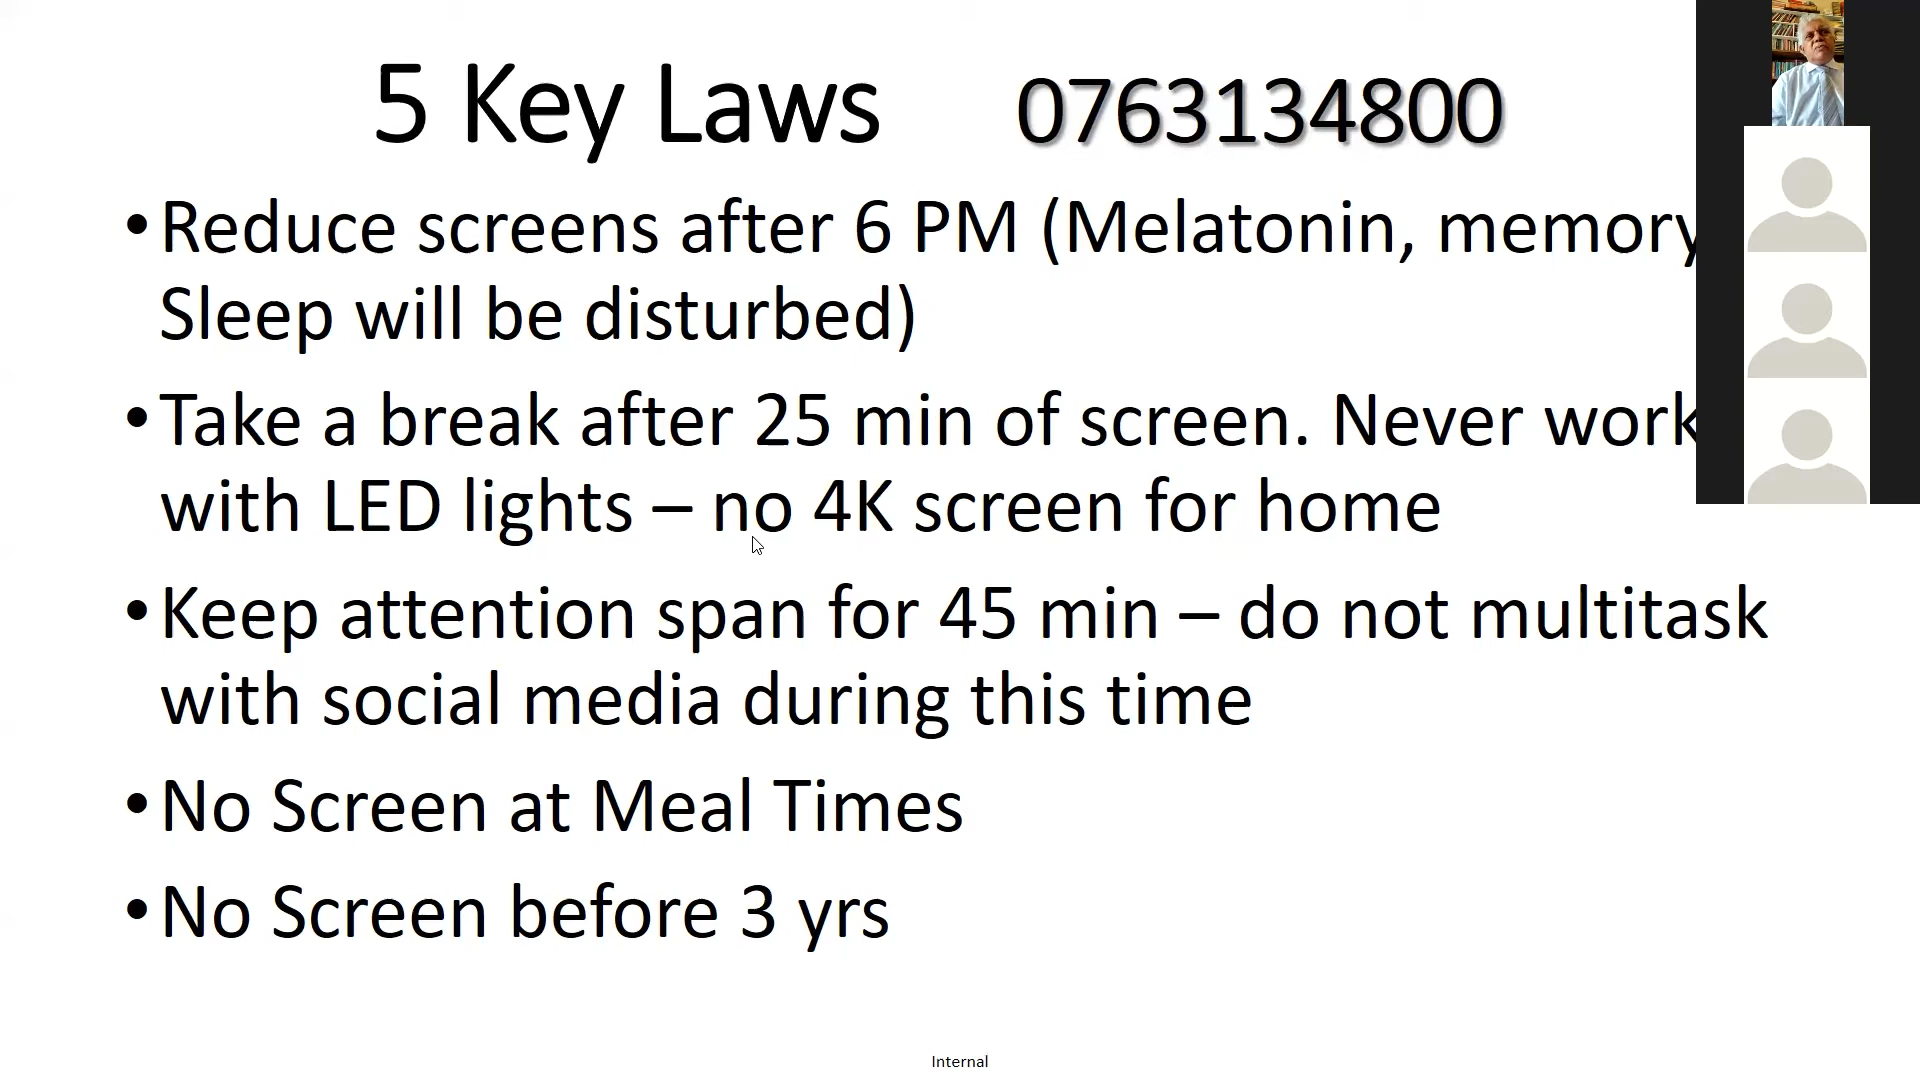 5 Key Laws 0763134800
• Reduce screens after 6 PM (Melatonin, memory
Sleep will be disturbed)
• Take a break after 25 min of screen. Never work
with LED lights – no 4K screen for home
• Keep attention span for 45 min – do not multitask
with social media during this time
• No Screen at Meal Times
• No Screen before 3 yrs
Internal